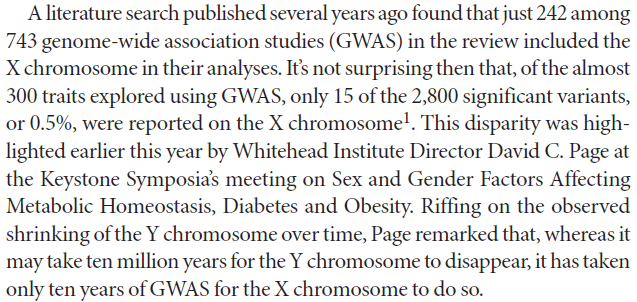 A literature search published several years ago found that just 242 among
743 genome-wide association studies (GWAS) in the review included the
X chromosome in their analyses. It's not surprising then that, of the almost
300 traits explored using GWAS, only 15 of the 2,800 significant variants,
or 0.5%, were reported on the X chromosome¹. This disparity was high-
lighted earlier this year by Whitehead Institute Director David C. Page at
the Keystone Symposia's meeting on Sex and Gender Factors Affecting
Metabolic Homeostasis, Diabetes and Obesity. Riffing on the observed
shrinking of the Y chromosome over time, Page remarked that, whereas it
may take ten million years for the Y chromosome to disappear, it has taken
only ten years of GWAS for the X chromosome to do so.